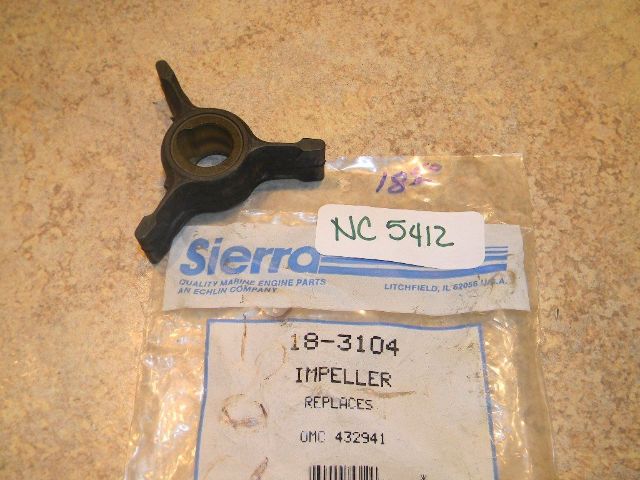 NC 5412
Sierra
QUALITY MARINE ENGINE PARTS
AN ECHLIN COMPANY
LITCHFIELD, IL 62056 U.S.A.
18-3104
IMPELLER
REPLACES
OMC 432941